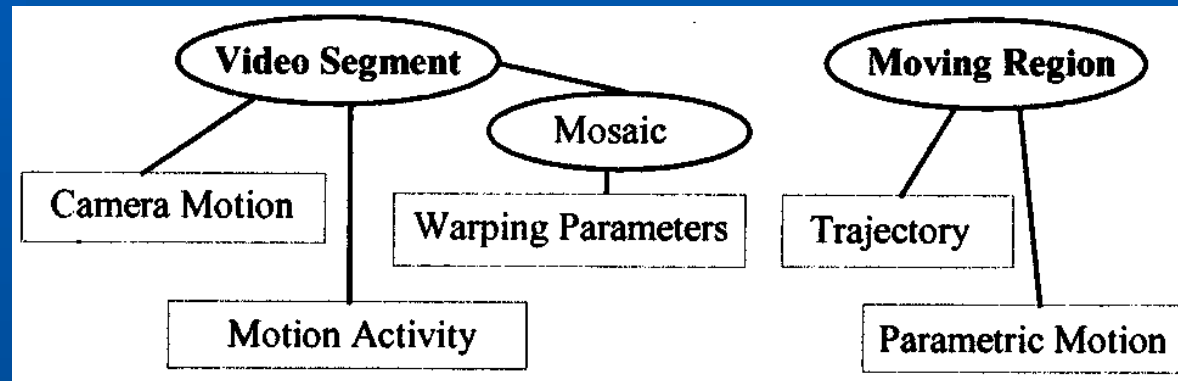 Video Segment
Moving Region
Mosaic
Camera Motion
Warping Parameters
Trajectory
Motion Activity
Parametric Motion